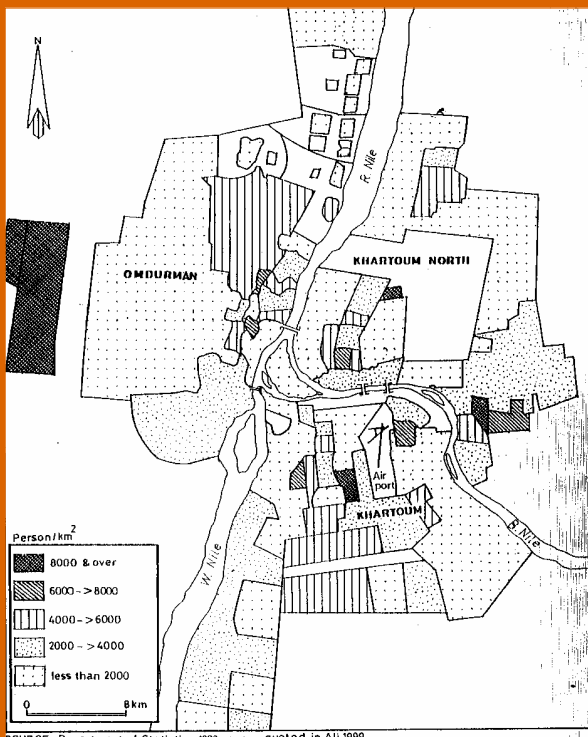 N
R. Nile
OMDURMAN
KHARTOUM NORTH
Air
port
KHARTOUM
W. Nile
B. Nile
Person/km2
8000 & over
6000->8000
4000->6000
2000->4000
less than 2000
0 8km
in Ali 1999